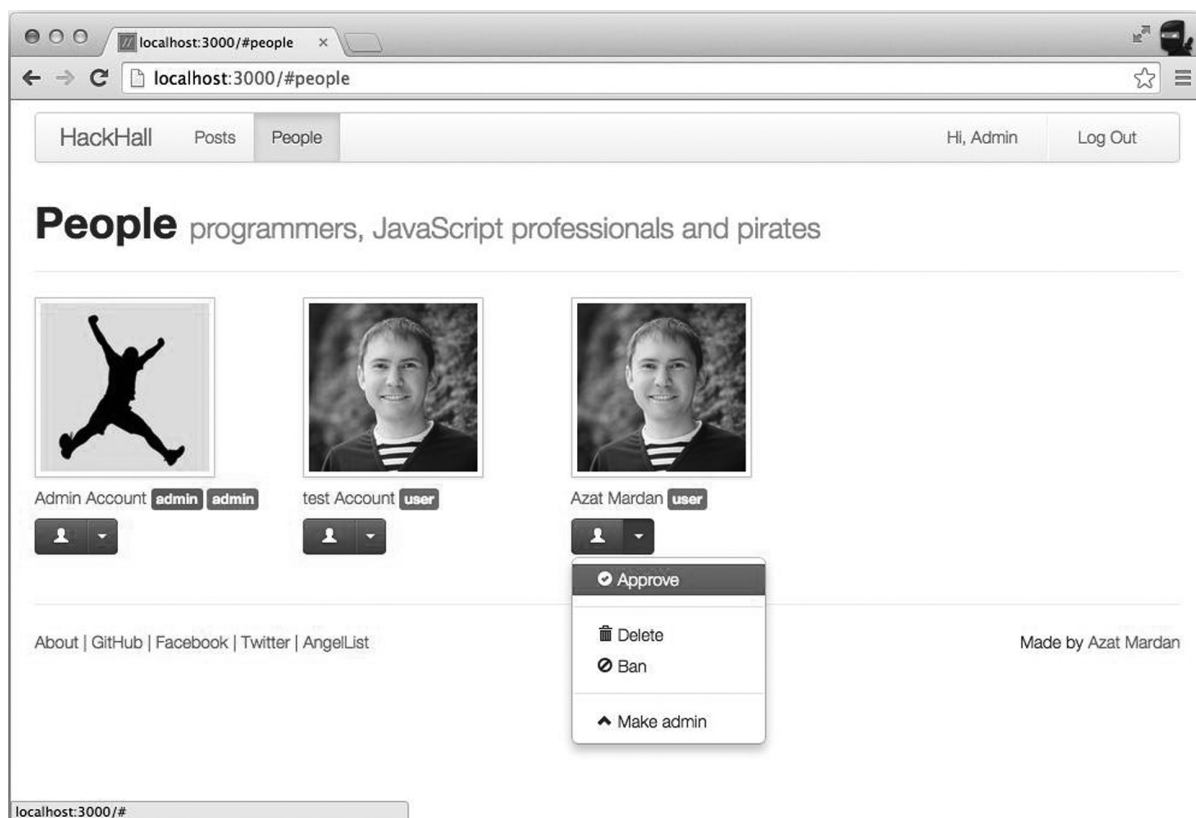 localhost:3000/#people
localhost:3000/#people
HackHall Posts People Hi, Admin Log Out
People programmers, JavaScript professionals and pirates
Admin Account admin admin
test Account user
Azat Mardan user
Approve
Delete
Ban
Make admin
About | GitHub | Facebook | Twitter | AngelList
Made by Azat Mardan
localhost:3000/#